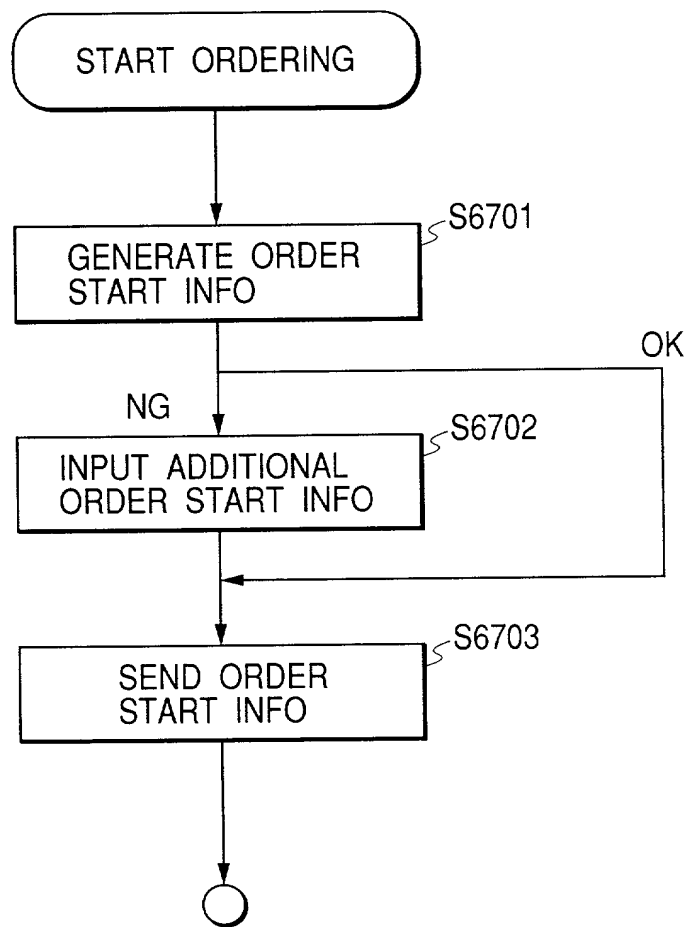 START ORDERING
S6701
GENERATE ORDER
START INFO
OK
NG
S6702
INPUT ADDITIONAL
ORDER START INFO
S6703
SEND ORDER
START INFO